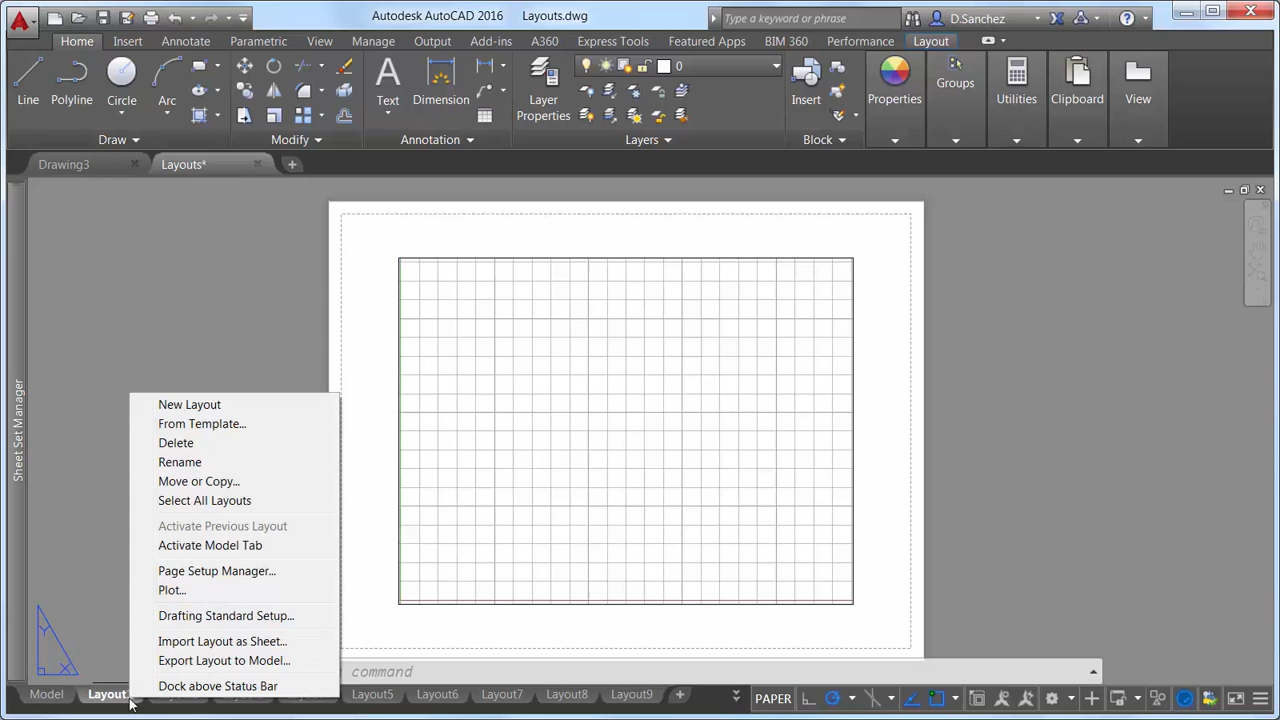 Autodesk AutoCAD 2016 Layouts.dwg
Type a keyword or phrase
D.Sanchez
Home Insert Annotate Parametric View Manage Output Add-ins A360 Express Tools Featured Apps BIM 360 Performance Layout
0
Line Polyline Circle Arc
Text Dimension
Layer Properties
Insert
Properties Groups Utilities Clipboard View
Draw Modify Annotation Layers Block
Drawing3 Layouts*
Sheet Set Manager
New Layout
From Template...
Delete
Rename
Move or Copy...
Select All Layouts
Activate Previous Layout
Activate Model Tab
Page Setup Manager...
Plot...
Drafting Standard Setup...
Import Layout as Sheet...
Export Layout to Model...
Dock above Status Bar
Y
X
command
Model Layout Layout5 Layout6 Layout7 Layout8 Layout9 PAPER